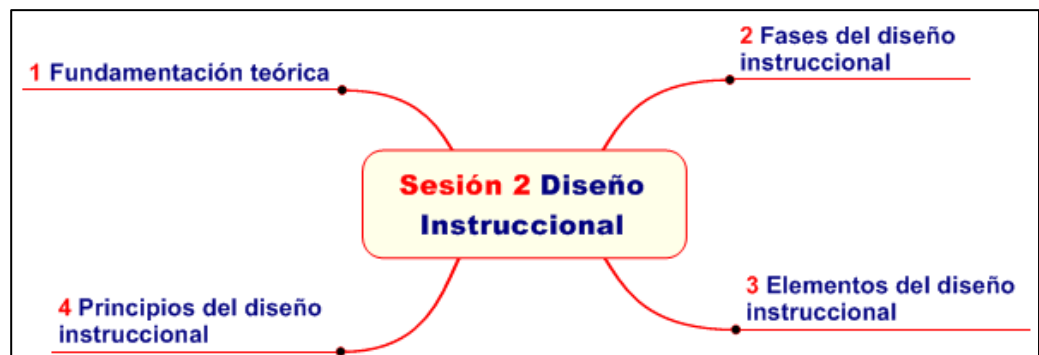 1 Fundamentación teórica
2 Fases del diseño
instruccional
Sesión 2 Diseño
Instruccional
3 Elementos del diseño
instruccional
4 Principios del diseño
instruccional